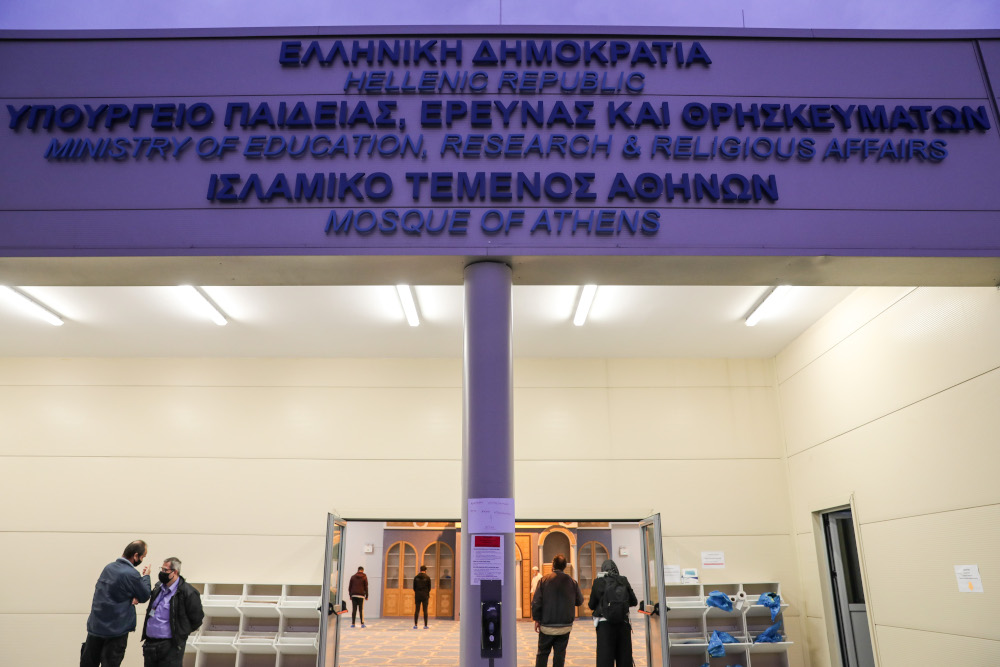 ΕΛΛΗΝΙΚΗ ΔΗΜΟΚΡΑΤΙΑ
HELLENIC REPUBLIC
ΥΠΟΥΡΓΕΙΟ ΠΑΙΔΕΙΑΣ, ΕΡΕΥΝΑΣ ΚΑΙ ΘΡΗΣΚΕΥΜΑΤΩΝ
MINISTRY OF EDUCATION, RESEARCH & RELIGIOUS AFFAIRS
ΙΣΛΑΜΙΚΟ ΤΕΜΕΝΟΣ ΑΘΗΝΩΝ
MOSQUE OF ATHENS